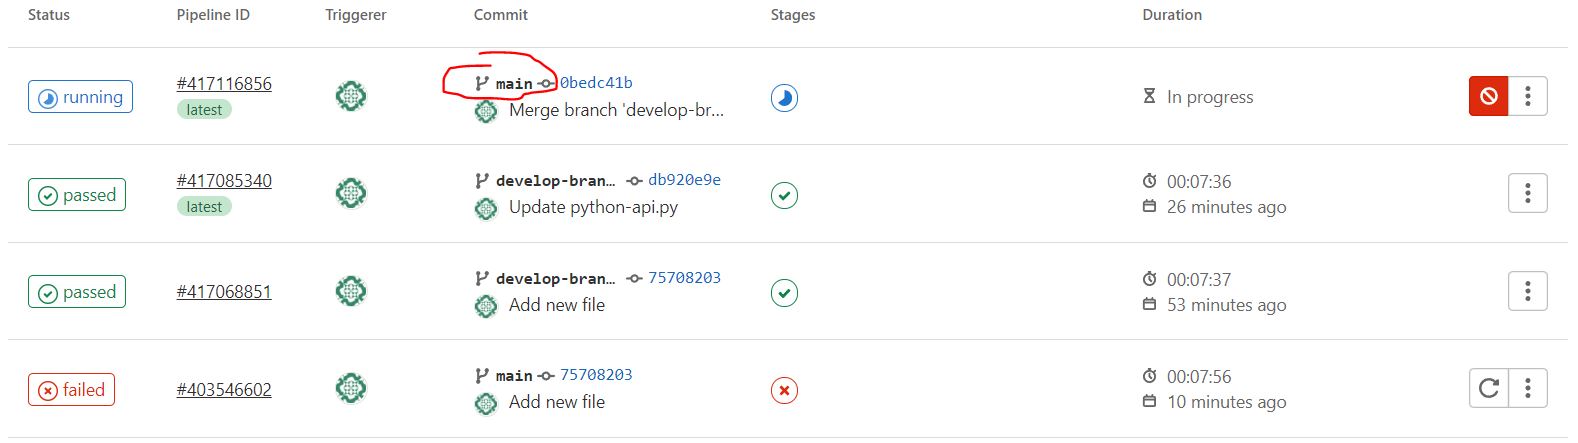 Status Pipeline ID Triggerer Commit Stages Duration
running #417116856 main 0bedc41b In progress
latest Merge branch 'develop-br...
passed #417085340 develop-bran... db920e9e 00:07:36
latest Update python-api.py 26 minutes ago
passed #417068851 develop-bran... 75708203 00:07:37
Add new file 53 minutes ago
failed #403546602 main 75708203 00:07:56
Add new file 10 minutes ago